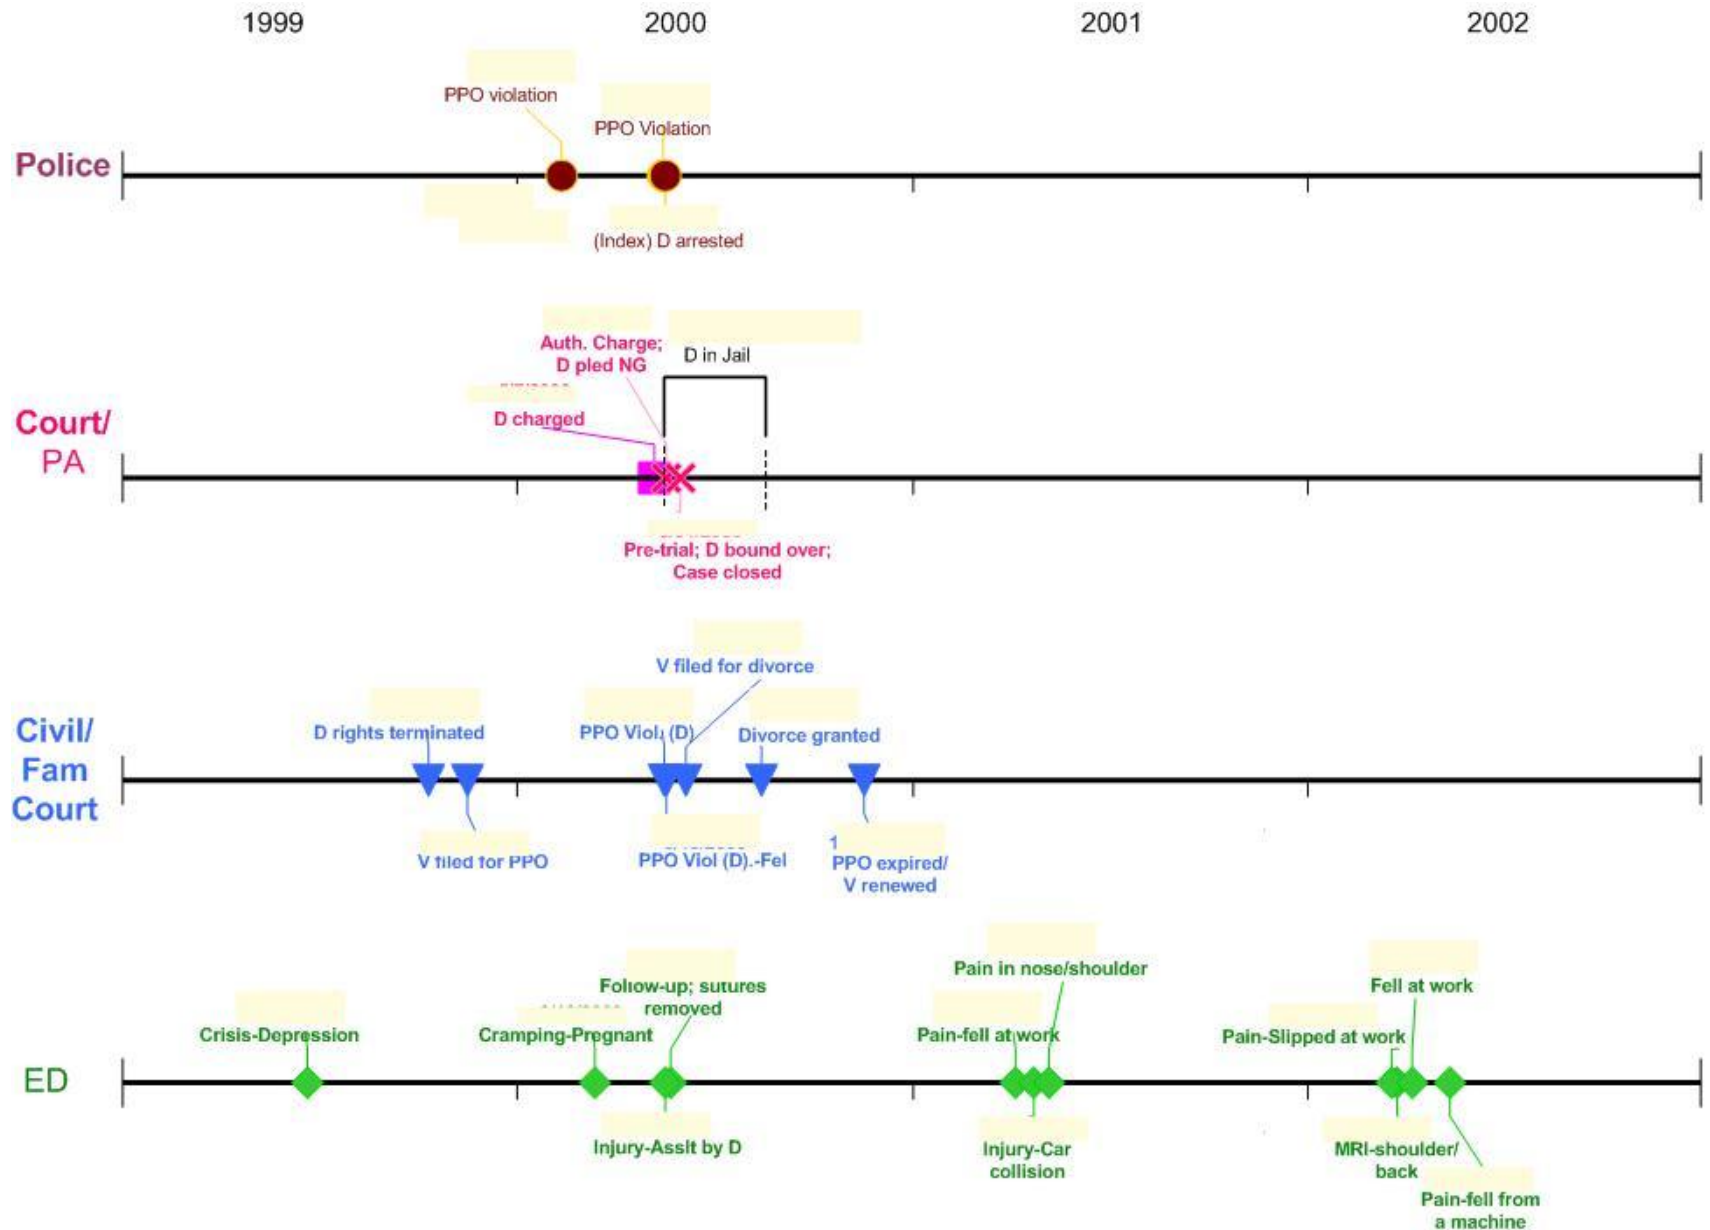 1999 2000 2001 2002
PPO violation
PPO Violation
Police
(Index) D arrested
Auth. Charge;
D pled NG
D in Jail
D charged
Court/
PA
Pre-trial; D bound over;
Case closed
V filed for divorce
D rights terminated
PPO Viol. (D)
Divorce granted
Civil/
Fam
Court
V filed for PPO
PPO Viol (D).-Fel
1
PPO expired/
V renewed
Pain in nose/shoulder
Follow-up; sutures
removed
Fell at work
Crisis-Depression
Cramping-Pregnant
Pain-fell at work
Pain-Slipped at work
ED
Injury-Asslt by D
Injury-Car
collision
MRI-shoulder/
back
Pain-fell from
a machine